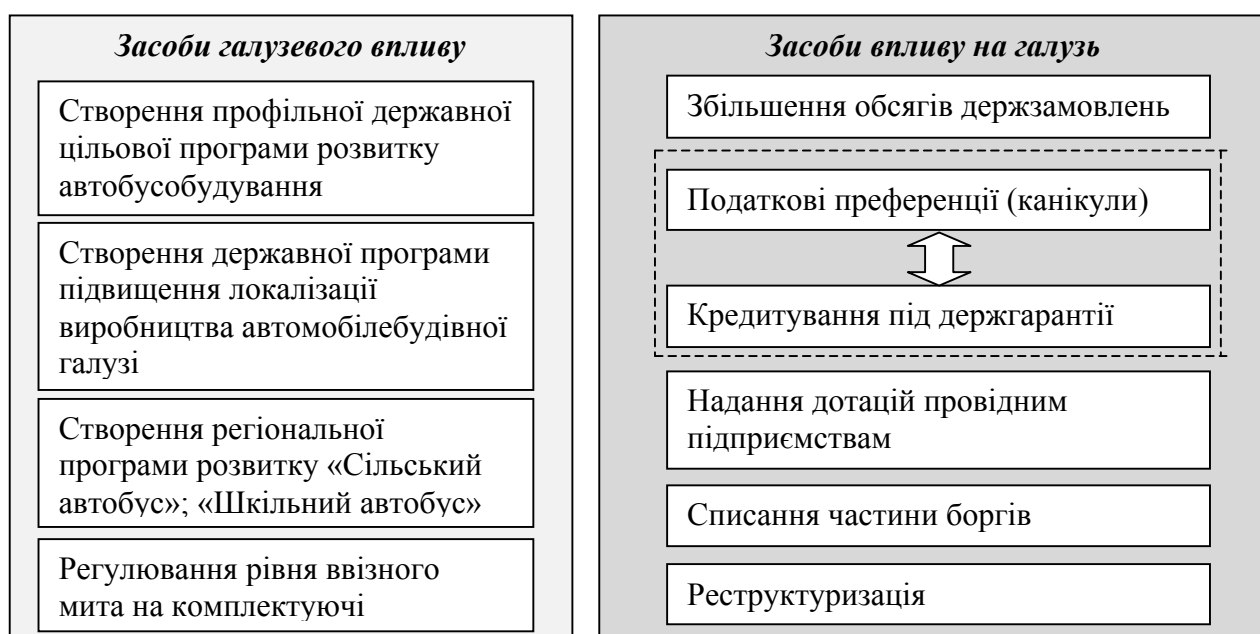 Засоби галузевого впливу
Створення профільної державної
цільової програми розвитку
автобусобудування
Створення державної програми
підвищення локалізації
виробництва автомобілебудівної
галузі
Створення регіональної
програми розвитку «Сільський
автобус»; «Шкільний автобус»
Регулювання рівня ввізного
мита на комплектуючі
Засоби впливу на галузь
Збільшення обсягів держзамовлень
Податкові преференції (канікули)
Кредитування під держгарантії
Надання дотацій провідним
підприємствам
Списання частини боргів
Реструктуризація